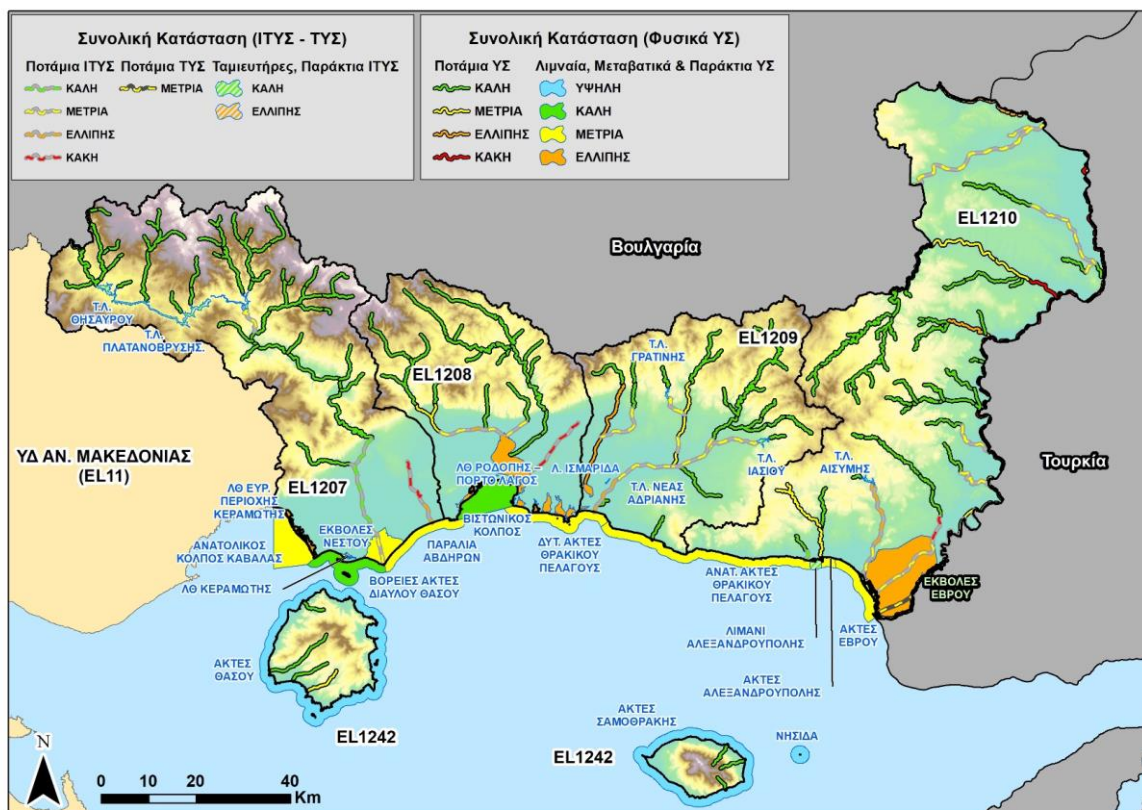 Συνολική Κατάσταση (ΙΤΥΣ - ΤΥΣ)
Ποτάμια ΙΤΥΣ Ποτάμια ΤΥΣ Ταμιευτήρες, Παράκτια ΙΤΥΣ
ΚΑΛΗ ΜΕΤΡΙΑ ΚΑΛΗ
ΜΕΤΡΙΑ ΕΛΛΙΠΗΣ
ΕΛΛΙΠΗΣ
ΚΑΚΗ
Συνολική Κατάσταση (Φυσικά ΥΣ)
Ποτάμια ΥΣ Λιμναία, Μεταβατικά & Παράκτια ΥΣ
ΚΑΛΗ ΥΨΗΛΗ
ΜΕΤΡΙΑ ΚΑΛΗ
ΕΛΛΙΠΗΣ ΜΕΤΡΙΑ
ΚΑΚΗ ΕΛΛΙΠΗΣ
EL1210
Βουλγαρία
Τ.Λ.
ΘΗΣΑΥΡΟΥ
Τ.Λ.
ΠΛΑΤΑΝΟΒΡΥΣΗΣ.
EL1208
Τ.Λ.
ΓΡΑΤΙΝΗΣ
EL1209
ΥΔ ΑΝ. ΜΑΚΕΔΟΝΙΑΣ
(EL11)
Τουρκία
EL1207
ΛΘ ΡΟΔΟΠΗΣ –
ΠΟΡΤΟ ΛΑΓΟΣ
Λ. ΙΣΜΑΡΙΔΑ
Τ.Λ.
ΙΑΣΙΟΥ
Τ.Λ.
ΑΙΣΥΜΗΣ
Τ.Λ. ΝΕΑΣ
ΑΔΡΙΑΝΗΣ
ΛΘ ΕΥΡ.
ΠΕΡΙΟΧΗΣ
ΚΕΡΑΜΩΤΗΣ
ΑΝΑΤΟΛΙΚΟΣ
ΚΟΛΠΟΣ ΚΑΒΑΛΑΣ
ΛΘ ΚΕΡΑΜΩΤΗΣ
ΕΚΒΟΛΕΣ
ΝΕΣΤΟΥ
ΒΟΡΕΙΕΣ ΑΚΤΕΣ
ΔΙΑΥΛΟΥ ΘΑΣΟΥ
ΠΑΡΑΛΙΑ
ΑΒΔΗΡΩΝ
ΒΙΣΤΩΝΙΚΟΣ
ΚΟΛΠΟΣ
ΔΥΤ. ΑΚΤΕΣ
ΘΡΑΚΙΚΟΥ
ΠΕΛΑΓΟΥΣ
ΑΝΑΤ. ΑΚΤΕΣ
ΘΡΑΚΙΚΟΥ
ΠΕΛΑΓΟΥΣ
ΛΙΜΑΝΙ
ΑΛΕΞΑΝΔΡΟΥΠΟΛΗΣ
ΑΚΤΕΣ
ΕΒΡΟΥ
ΕΚΒΟΛΕΣ
ΕΒΡΟΥ
ΑΚΤΕΣ
ΑΛΕΞΑΝΔΡΟΥΠΟΛΗΣ
ΑΚΤΕΣ
ΘΑΣΟΥ
EL1242
ΑΚΤΕΣ
ΣΑΜΟΘΡΑΚΗΣ
EL1242
ΝΗΣΙΔΑ
N
0 10 20 30 40
Km